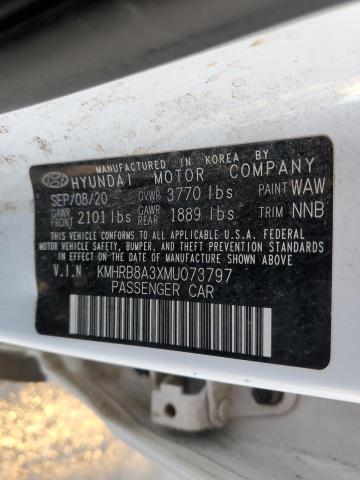 MANUFACTURED IN KOREA BY
HYUNDAI MOTOR COMPANY
SEP/08/20 GVWR 3770 lbs PAINT WAW
GAWR FRONT 2101 lbs GAWR REAR 1889 lbs TRIM NNB
THIS VEHICLE CONFORMS TO ALL APPLICABLE U.S. FEDERAL
MOTOR VEHICLE SAFETY, BUMPER, AND THEFT PREVENTION
STANDARDS IN EFFECT ON THE DATE OF MANUFACTURE SHOWN ABOVE.
V.I.N KMHRB8A3XMU073797
PASSENGER CAR